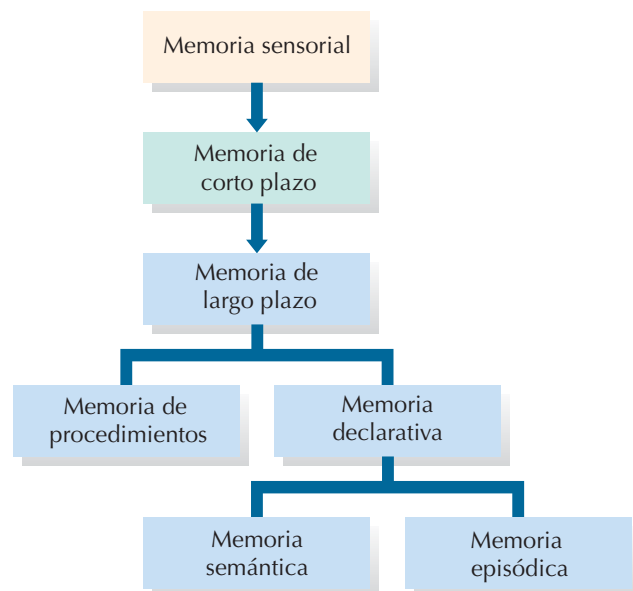 Memoria sensorial
Memoria de
corto plazo
Memoria de
largo plazo
Memoria de
procedimientos
Memoria
declarativa
Memoria
semántica
Memoria
episódica